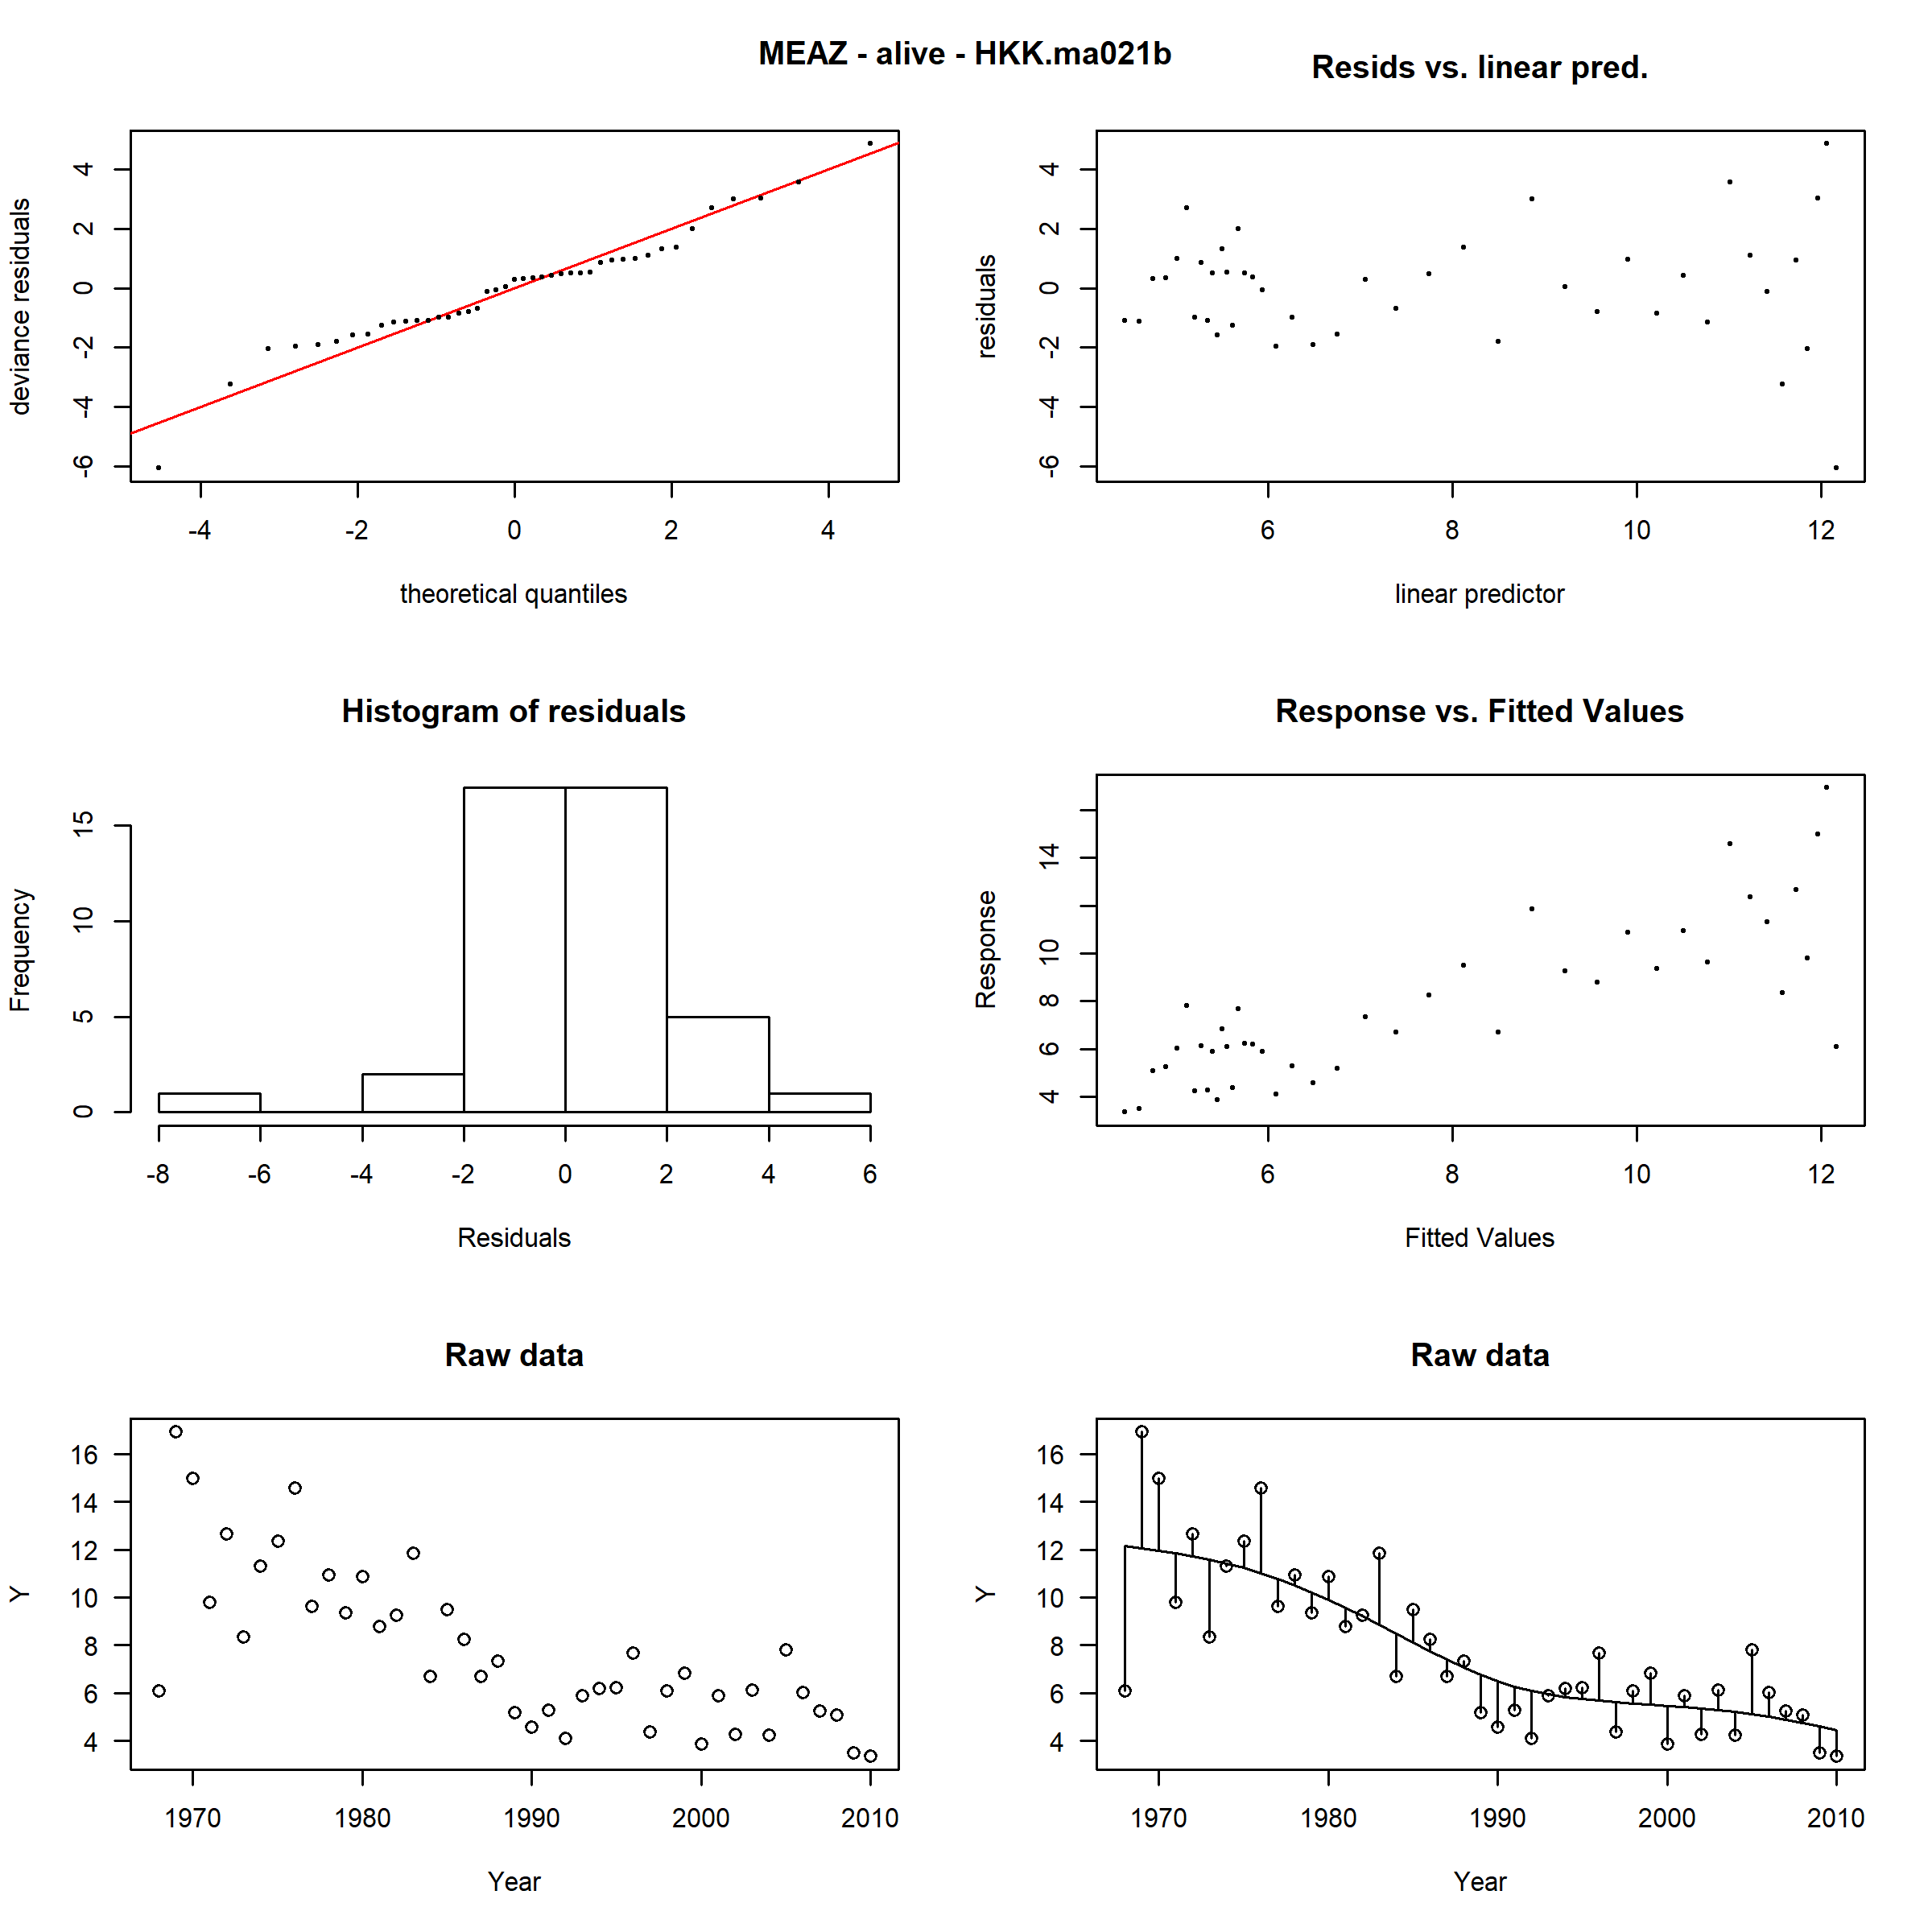 MEAZ - alive - HKK.ma021b
Resids vs. linear pred.
deviance residuals
-6 -4 -2 0 2 4
-4 -2 0 2 4
theoretical quantiles
residuals
-6 -4 -2 0 2 4
6 8 10 12
linear predictor
Histogram of residuals
Frequency
0 5 10 15
-8 -6 -4 -2 0 2 4 6
Residuals
Response vs. Fitted Values
Response
4 6 8 10 14
6 8 10 12
Fitted Values
Raw data
Y
4 6 8 10 12 14 16
1970 1980 1990 2000 2010
Year
Raw data
Y
4 6 8 10 12 14 16
1970 1980 1990 2000 2010
Year